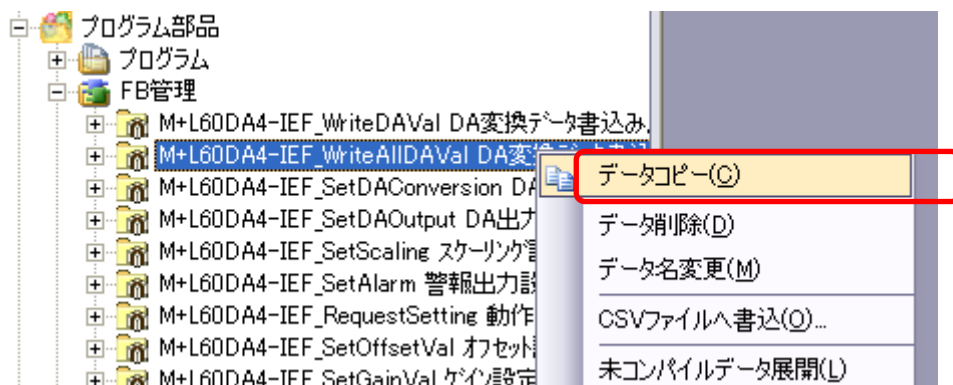 プログラム部品
プログラム
FB管理
M+L60DA4-IEF_WriteDAVal DA変換データ書込み
M+L60DA4-IEF_WriteAllDAVal DA変
M+L60DA4-IEF_SetDAConversion DA
M+L60DA4-IEF_SetDAOutput DA出力
M+L60DA4-IEF_SetScaling スケーリング
M+L60DA4-IEF_SetAlarm 警報出力設
M+L60DA4-IEF_RequestSetting 動作
M+L60DA4-IEF_SetOffsetVal オフセット
M+L60DA4-IEF_SetGainVal ゲイン設定
データコピー(C)
データ削除(D)
データ名変更(M)
CSVファイルへ書込(O)...
未コンパイルデータ展開(L)